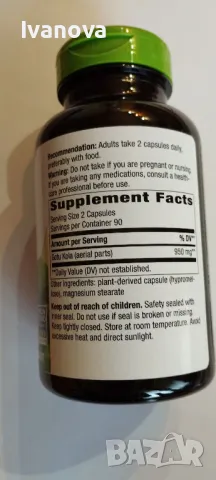 Ivanova
Recommendation: Adults take 2 capsules daily,
preferably with food.
Warning: Do not take if you are pregnant or nursing.
If you are taking any medications, consult a health-
care professional before use.
Supplement Facts
Serving Size 2 Capsules
Servings per Container 90
Amount per Serving % DV**
Gotu Kola (aerial parts) 950 mg**
**Daily Value (DV) not established.
Other ingredients: plant-derived capsule (hypromel-
lose), magnesium stearate
Keep out of reach of children. Safety sealed with
inner seal. Do not use if seal is broken or missing.
Keep tightly closed. Store at room temperature. Avoid
excessive heat and direct sunlight.
BAZAR